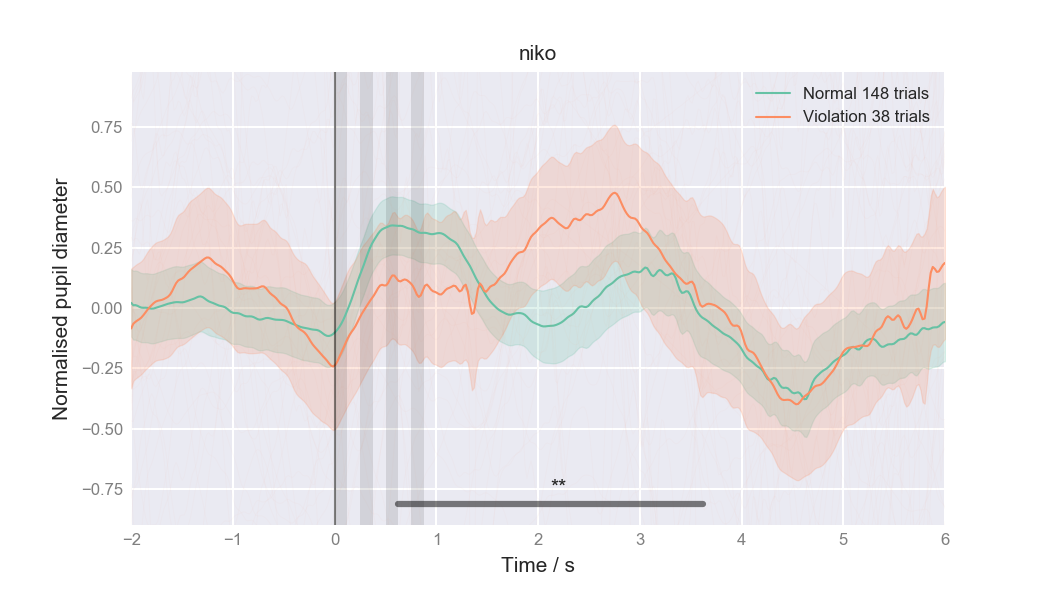 niko
Normal 148 trials
Violation 38 trials
Normalised pupil diameter
0.75
0.50
0.25
0.00
−0.25
−0.50
−0.75
**
−2 −1 0 1 2 3 4 5 6
Time / s